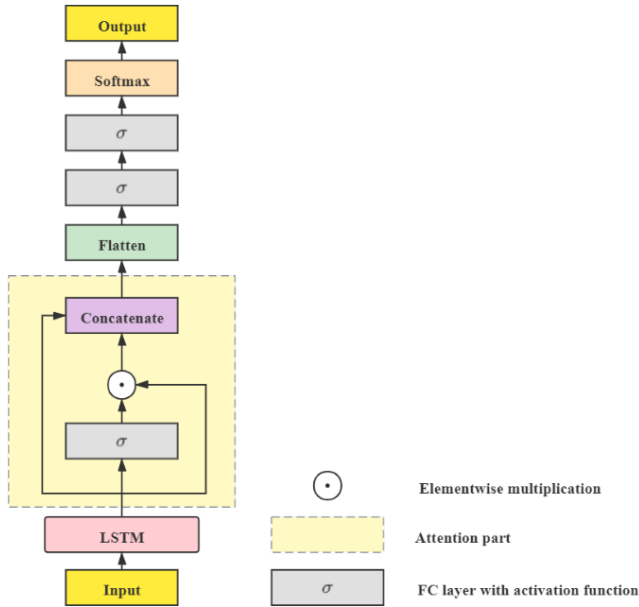 Output
Softmax
σ
σ
Flatten
Concatenate
σ
LSTM
Input
Elementwise multiplication
Attention part
σ
FC layer with activation function